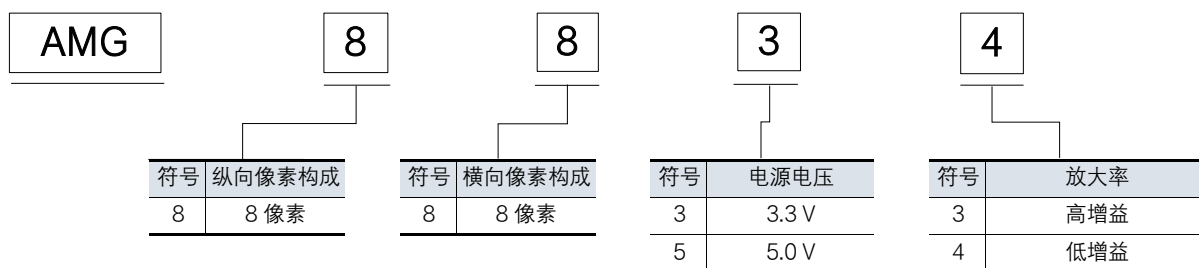 AMG 8 8 3 4
符号 纵向像素构成 符号 横向像素构成 符号 电源电压 符号 放大率
8 8 像素 8 8 像素 3 3.3 V 3 高增益
5 5.0 V 4 低增益